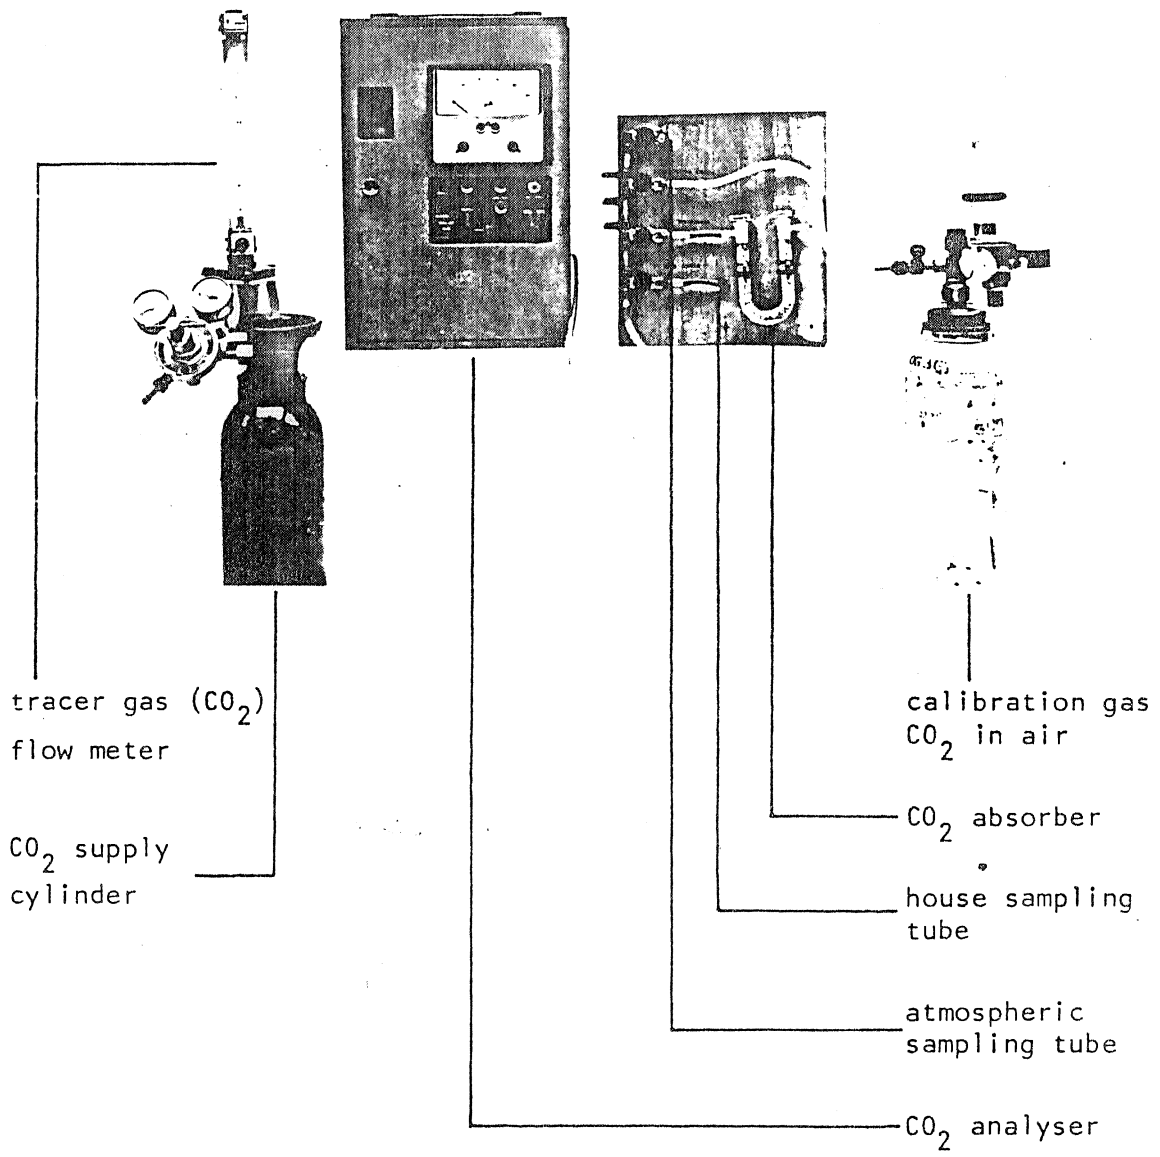 tracer gas (CO2)
flow meter
CO2 supply
cylinder
calibration gas
CO2 in air
CO2 absorber
house sampling
tube
atmospheric
sampling tube
CO2 analyser